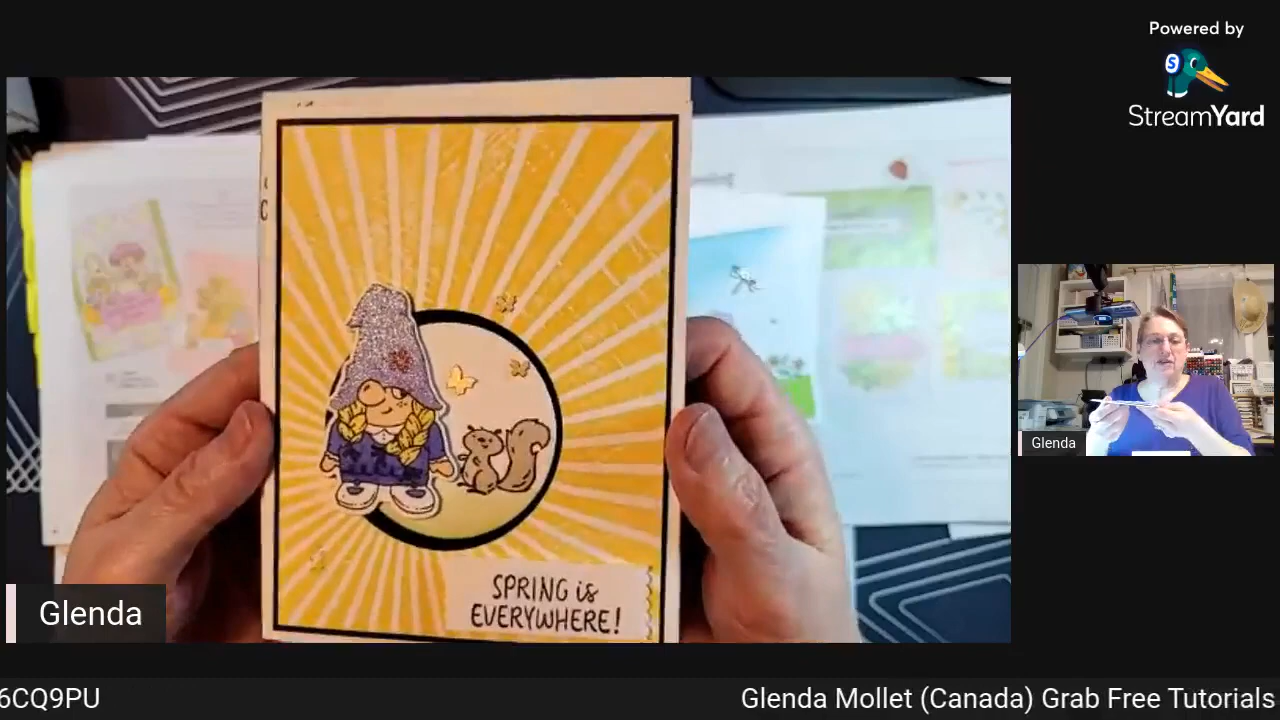 Powered by
S
StreamYard
C
SPRING is
EVERYWHERE!
Glenda
Glenda
6CQ9PU
Glenda Mollet (Canada) Grab Free Tutorials